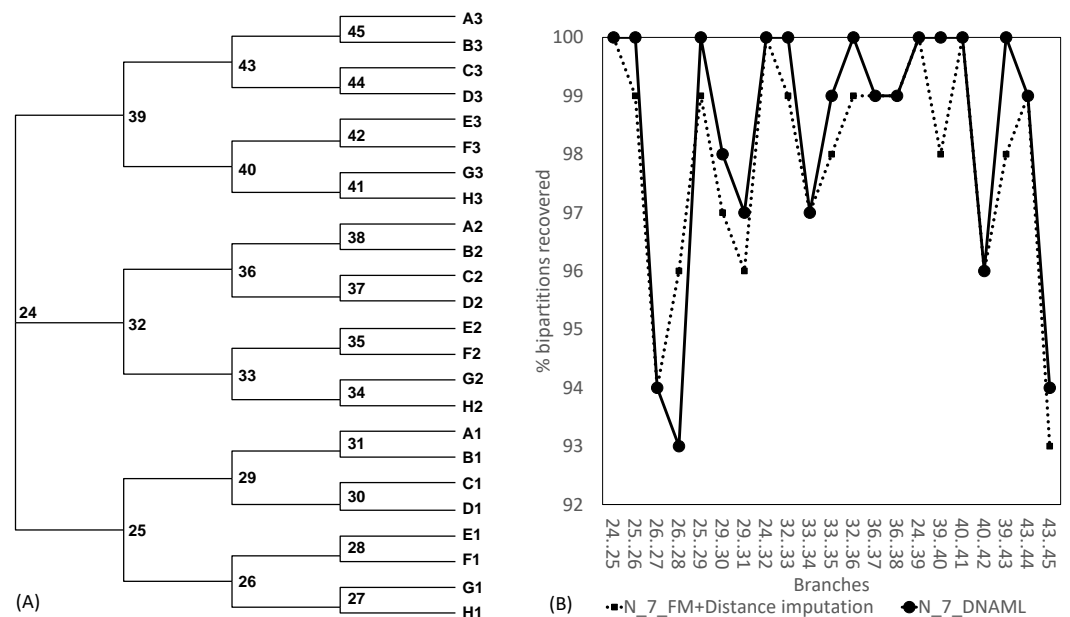 A3
45
B3
43
C3
44
D3
39
E3
42
F3
40
G3
41
H3
A2
38
B2
36
C2
37
D2
24
32
E2
35
F2
33
G2
34
H2
A1
31
B1
29
C1
30
D1
25
E1
28
F1
26
G1
27
H1
(A)
% bipartitions recovered
100
99
98
97
96
95
94
93
92
24..25
25..26
26..27
26..28
25..29
29..30
29..31
24..32
32..33
33..34
33..35
32..36
36..37
36..38
24..39
39..40
40..41
40..42
39..43
43..44
43..45
Branches
(B)
N_7_FM+Distance imputation
N_7_DNAML